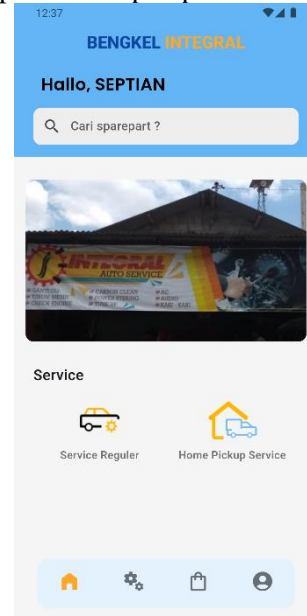 12:37
BENGKEL INTEGRAL
Hallo, SEPTIAN
Cari sparepart ?
INTEGRAL
AUTO SERVICE
Service
Service Reguler
Home Pickup Service